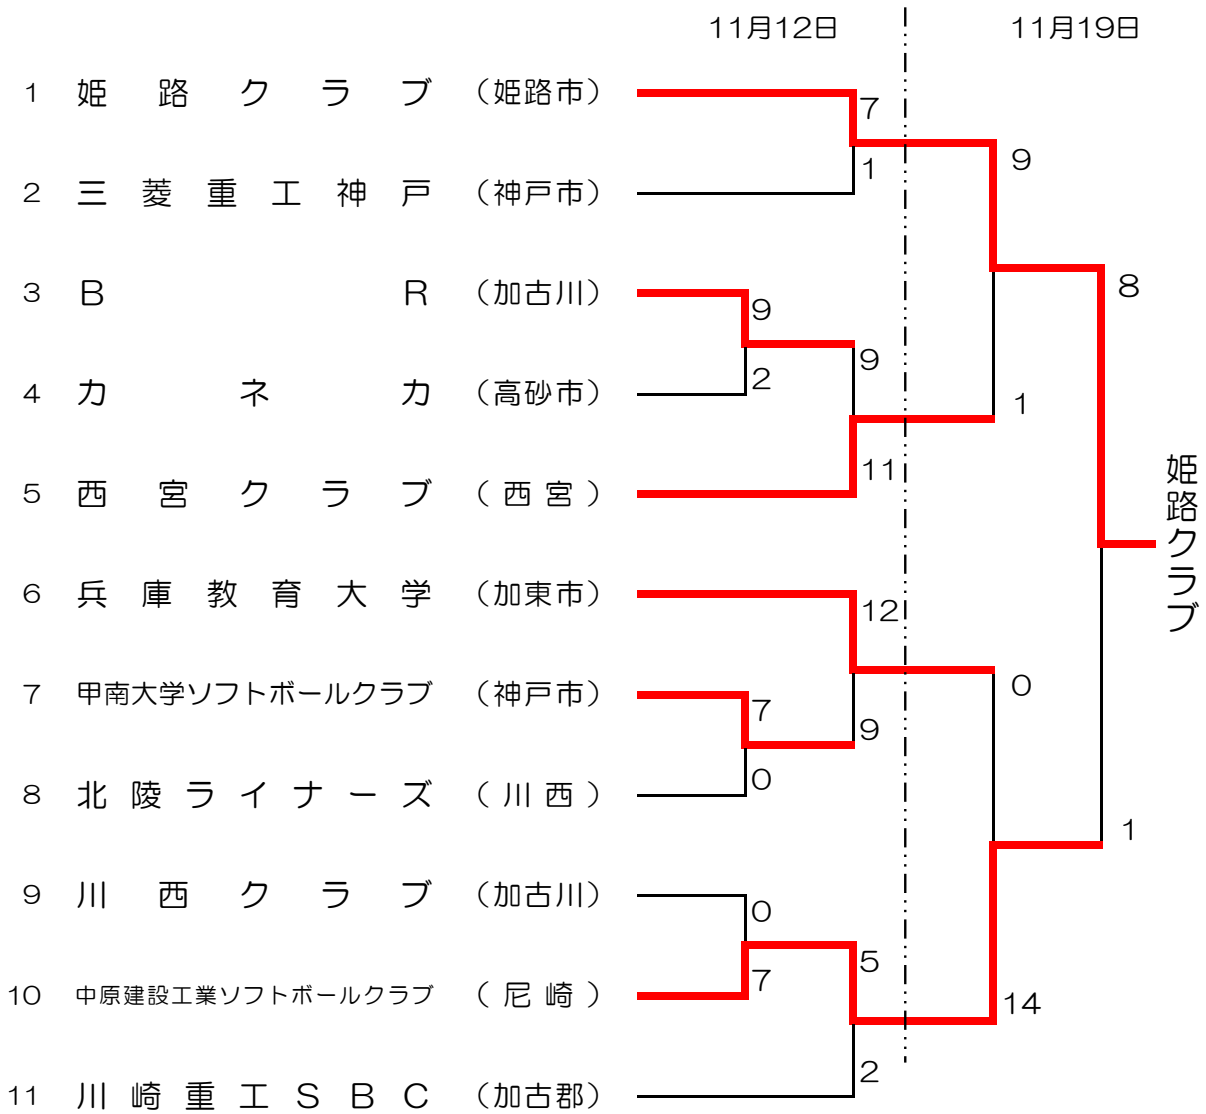 11月12日 11月19日
1 姫路クラブ (姫路市)
7
9
1
2 三菱重工神戸 (神戸市)
8
3 BR (加古川)
9
9
2
4 カネカ (高砂市)
1
11
5 西宮クラブ (西宮)
姫路クラブ
6 兵庫教育大学 (加東市)
12
0
7 甲南大学ソフトボールクラブ (神戸市)
7
9
0
8 北陵ライナーズ (川西)
1
9 川西クラブ (加古川)
0
5
7
10 中原建設工業ソフトボールクラブ (尼崎)
14
2
11 川崎重工SBC (加古郡)